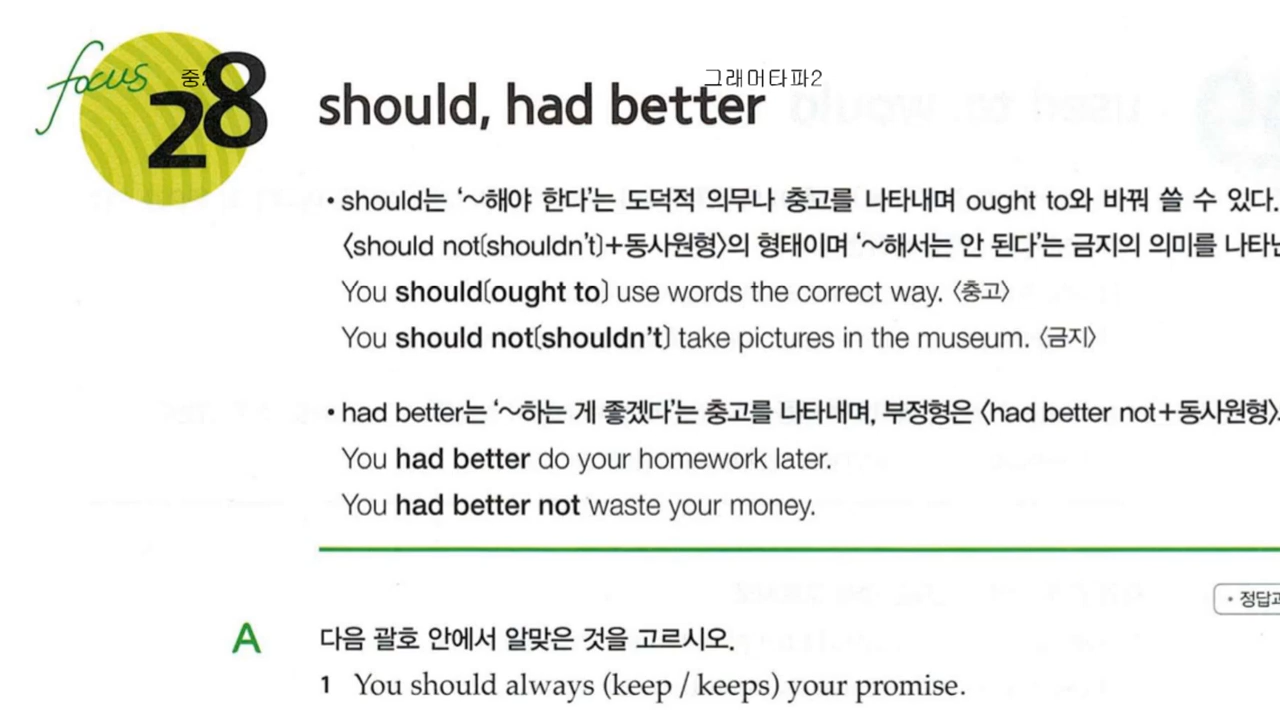 focus 28
중2
그래머타파2
should, had better
• should는 '~해야 한다'는 도덕적 의무나 충고를 나타내며 ought to와 바꿔 쓸 수 있다.
〈should not(shouldn't)+동사원형〉의 형태이며 '~해서는 안 된다'는 금지의 의미를
You should(ought to) use words the correct way. 〈충고〉
You should not(shouldn't) take pictures in the museum. 〈금지〉
• had better는 '~하는 게 좋겠다'는 충고를 나타내며, 부정형은 〈had better not+동사원형〉
You had better do your homework later.
You had better not waste your money.
• 정답과
A 다음 괄호 안에서 알맞은 것을 고르시오.
1 You should always (keep / keeps) your promise.